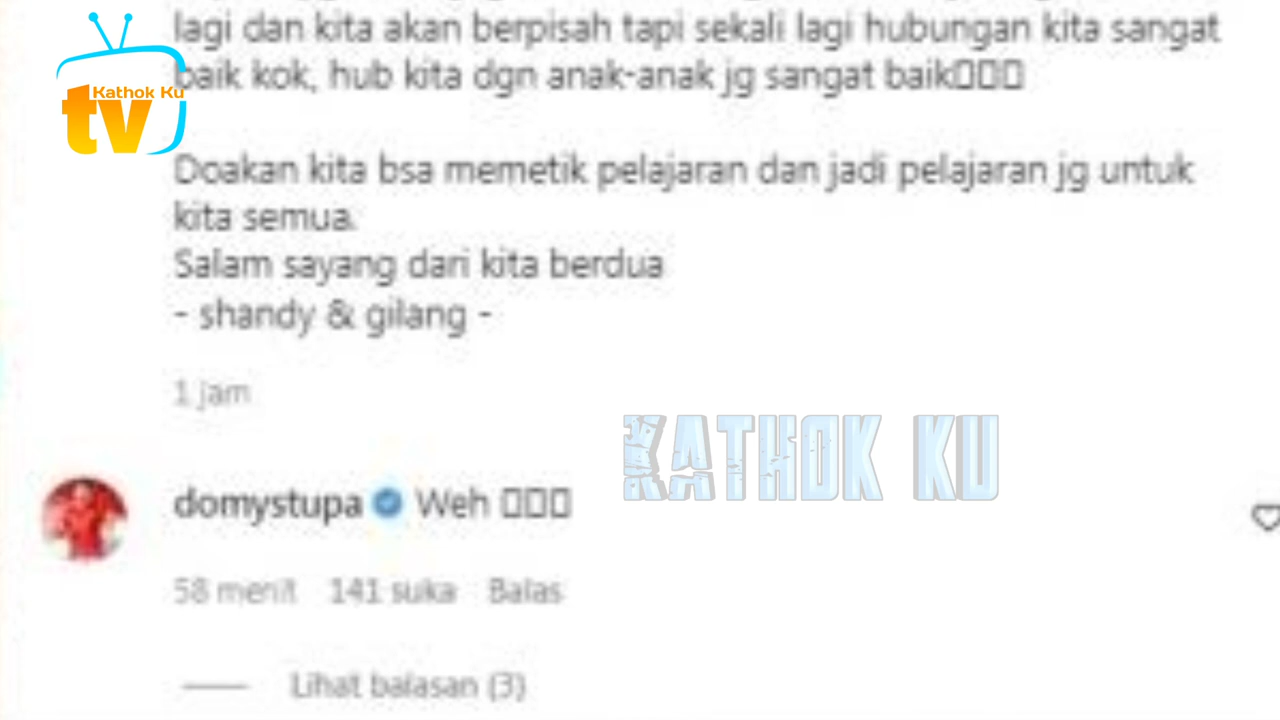 lagi dan kita akan berpisah tapi sekali lagi hubungan kita sangat
baik kok, hub kita dgn anak-anak jg sangat baik▯▯▯
Kathok Ku
tv
Doakan kita bsa memetik pelajaran dan jadi pelajaran jg untuk
kita semua.
Salam sayang dari kita berdua
- shandy & gilang -
1 jam
KATHOK KU
domystupa Weh ▯▯▯
58 menit 141 suka Balas
Lihat balasan (3)